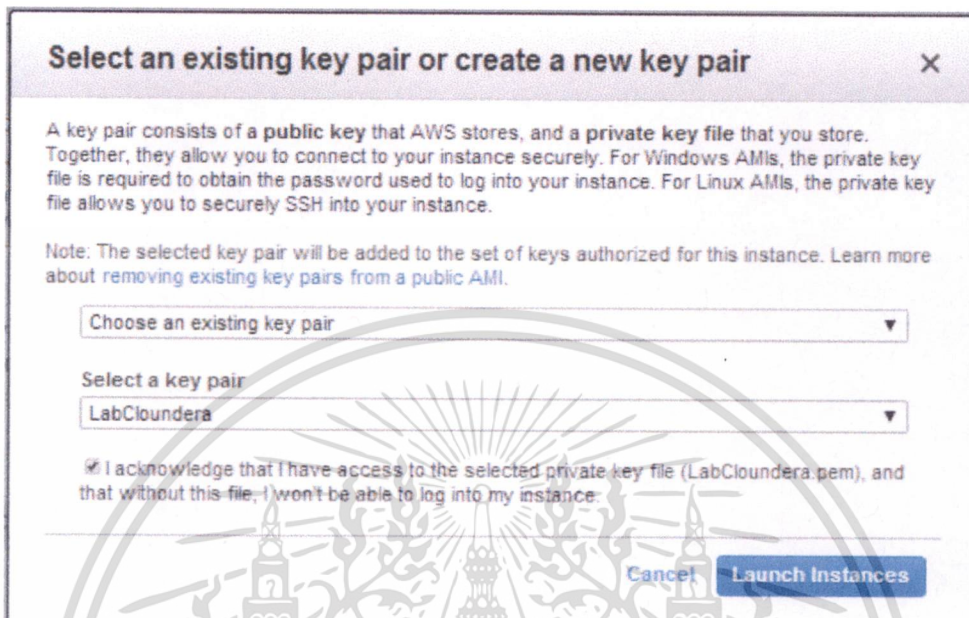 Select an existing key pair or create a new key pair
×
A key pair consists of a public key that AWS stores, and a private key file that you store.
Together, they allow you to connect to your instance securely. For Windows AMIs, the private key
file is required to obtain the password used to log into your instance. For Linux AMIs, the private key
file allows you to securely SSH into your instance.
Note: The selected key pair will be added to the set of keys authorized for this instance. Learn more
about removing existing key pairs from a public AMI.
Choose an existing key pair
Select a key pair
LabCloundera
I acknowledge that I have access to the selected private key file (LabCloundera.pem), and
that without this file, I won't be able to log into my instance.
Cancel Launch Instances